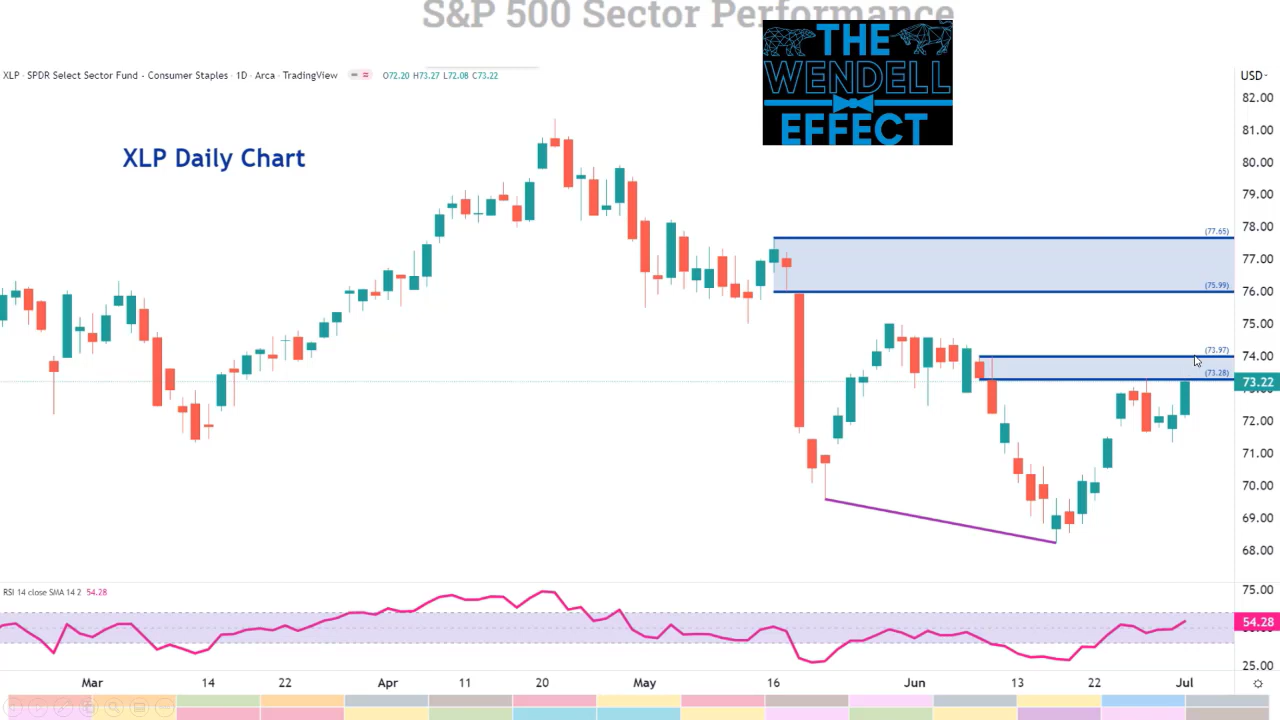 S&P 500 Sector Performance
THE
WENDELL
EFFECT
XLP · SPDR Select Sector Fund - Consumer Staples · 1D · Arca · TradingView O72.20 H73.27 L72.08 C73.22
USD
XLP Daily Chart
82.00
81.00
80.00
79.00
78.00
(77.65)
77.00
(75.99)
76.00
75.00
(73.97)
74.00
(73.28)
73.22
72.00
71.00
70.00
69.00
68.00
RSI 14 close SMA 14 2 54.28
75.00
54.28
25.00
Mar 14 22 Apr 11 20 May 16 Jun 13 22 Jul